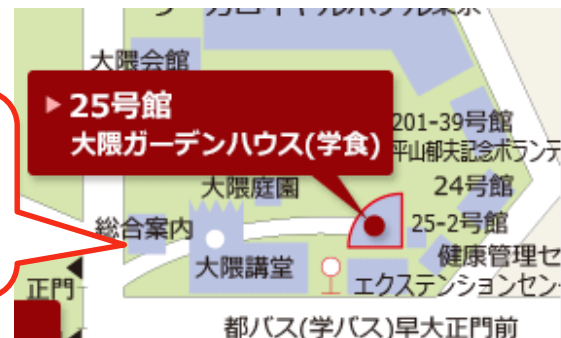 大隈会館
25号館
大隈ガーデンハウス(学食)
201-39号館
平山郁夫記念ボランテ
大隈庭園
24号館
総合案内
25-2号館
大隈講堂
健康管理セ
正門
エクステンションセン
都バス(学バス)早大正門前